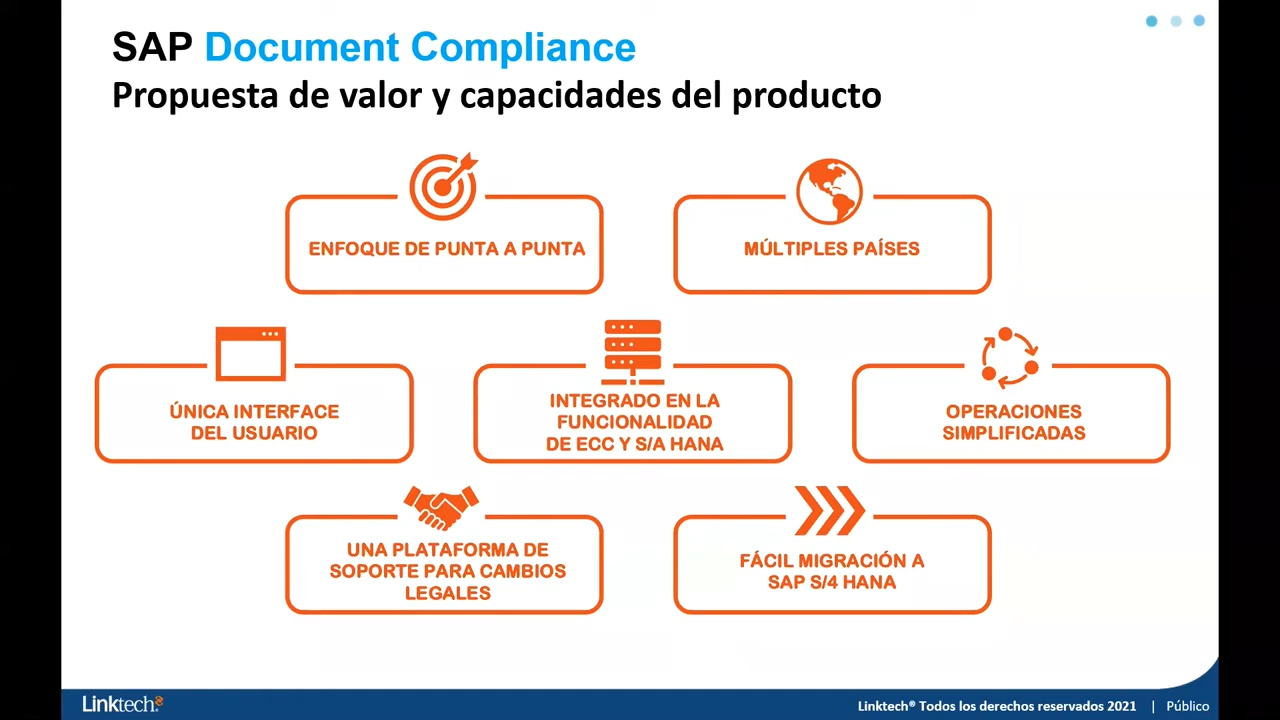 SAP Document Compliance
Propuesta de valor y capacidades del producto
ENFOQUE DE PUNTA A PUNTA
MÚLTIPLES PAÍSES
ÚNICA INTERFACE
DEL USUARIO
INTEGRADO EN LA
FUNCIONALIDAD
DE ECC Y S/A HANA
OPERACIONES
SIMPLIFICADAS
UNA PLATAFORMA DE
SOPORTE PARA CAMBIOS
LEGALES
FÁCIL MIGRACIÓN A
SAP S/4 HANA
Linktech
Linktech® Todos los derechos reservados 2021 | Público